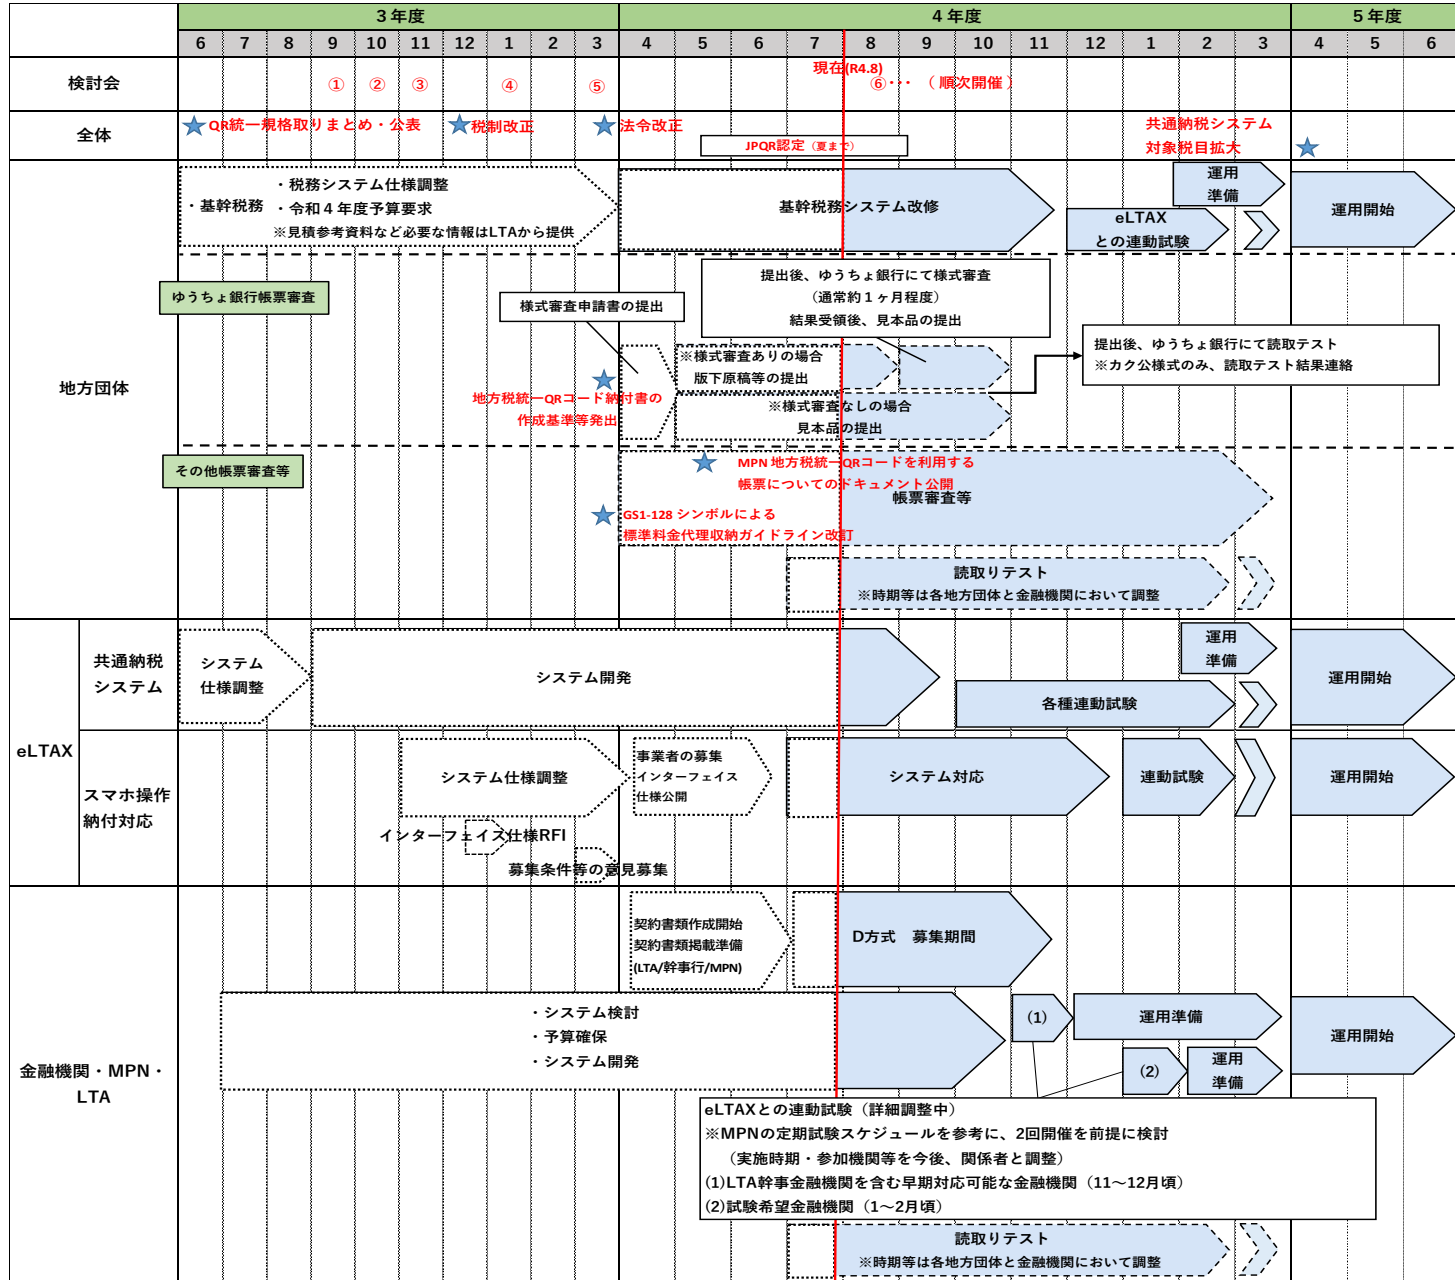 3年度
4年度
5年度
6 7 8 9 10 11 12 1 2 3 4 5 6 7 8 9 10 11 12 1 2 3 4 5 6
検討会
① ② ③ ④ ⑤
現在(R4.8)
⑥・・・ (順次開催)
全体
QR統一規格取りまとめ・公表
税制改正
法令改正
JPQR認定(夏まで)
共通納税システム
対象税目拡大
地方団体
・基幹税務
・税務システム仕様調整
・令和4年度予算要求
※見積参考資料など必要な情報はLTAから提供
基幹税務システム改修
運用
準備
eLTAX
との連動試験
運用開始
ゆうちょ銀行帳票審査
様式審査申請書の提出
提出後、ゆうちょ銀行にて様式審査
(通常約1ヶ月程度)
結果受領後、見本品の提出
※様式審査ありの場合
版下原稿等の提出
提出後、ゆうちょ銀行にて読取テスト
※カク公様式のみ、読取テスト結果連絡
地方税統一QRコード納付書の
作成基準等発出
※様式審査なしの場合
見本品の提出
その他帳票審査等
MPN 地方税統一QRコードを利用する
帳票についてのドキュメント公開
帳票審査等
GS1-128 シンボルによる
標準料金代理収納ガイドライン改訂
読取りテスト
※時期等は各地方団体と金融機関において調整
eLTAX
共通納税
システム
システム
仕様調整
システム開発
運用
準備
各種連動試験
運用開始
スマホ操作
納付対応
システム仕様調整
事業者の募集
インターフェイス
仕様公開
システム対応
連動試験
運用開始
インターフェイス仕様RFI
募集条件等の意見募集
金融機関・MPN・
LTA
契約書類作成開始
契約書類掲載準備
(LTA/幹事行/MPN)
D方式 募集期間
・システム検討
・予算確保
・システム開発
(1)
運用準備
(2)
運用
準備
運用開始
eLTAXとの連動試験(詳細調整中)
※MPNの定期試験スケジュールを参考に、2回開催を前提に検討
(実施時期・参加機関等を今後、関係者と調整)
(1)LTA幹事金融機関を含む早期対応可能な金融機関(11~12月頃)
(2)試験希望金融機関(1~2月頃)
読取りテスト
※時期等は各地方団体と金融機関において調整